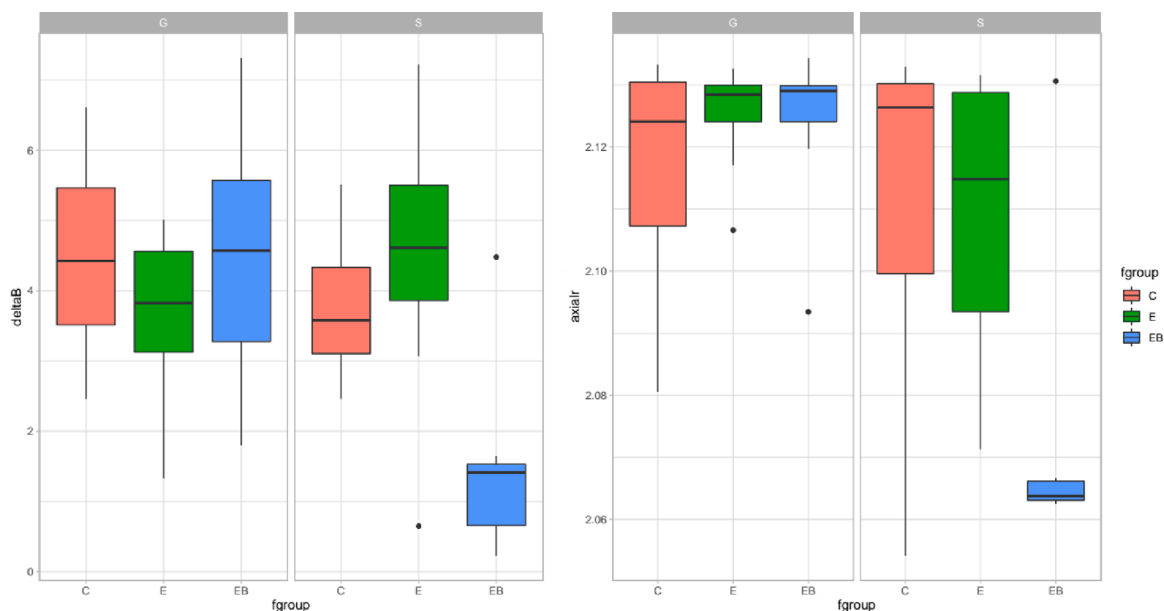 G S
deltaB
6
4
2
0
C E EB C E EB
fgroup
G S
axialr
2.12
2.10
2.08
2.06
C E EB C E EB
fgroup
fgroup
C
E
EB